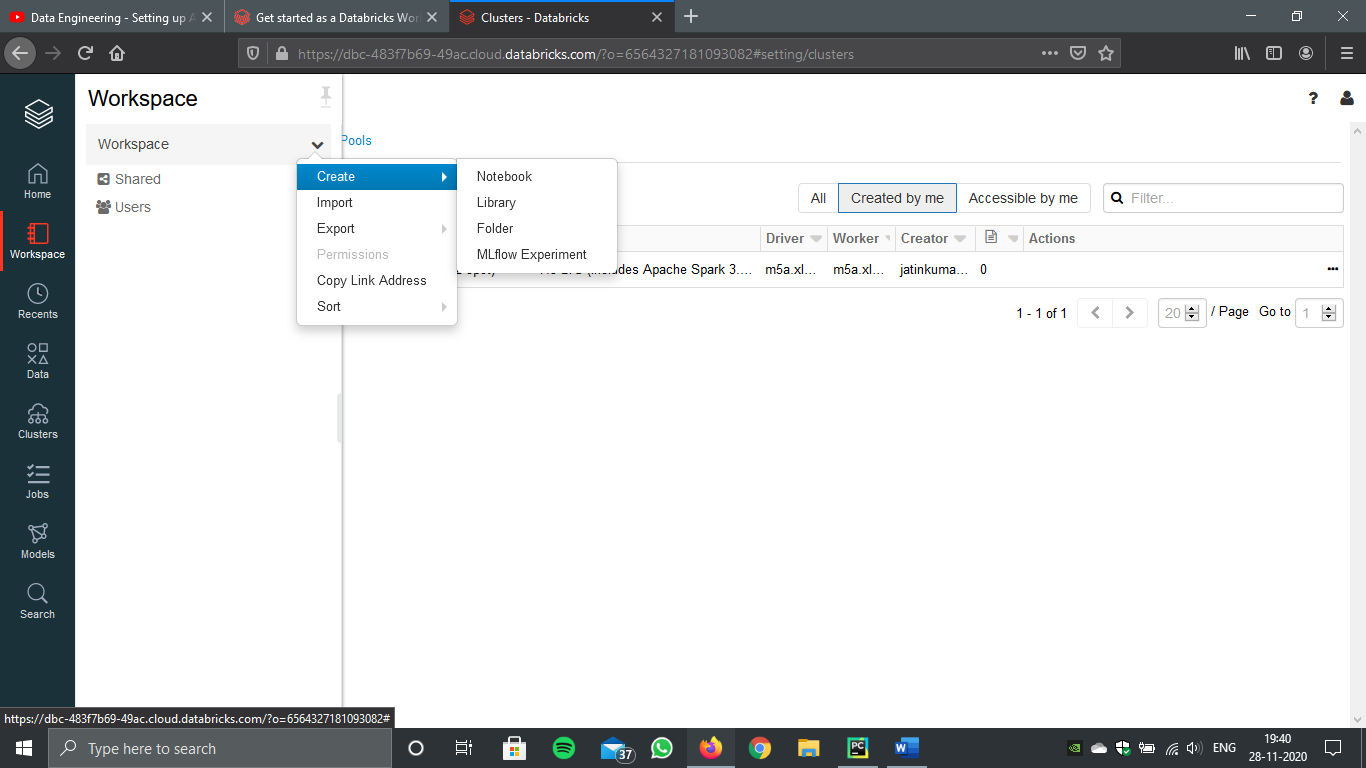 Data Engineering - Setting up A
Get started as a Databricks Wor
Clusters - Databricks
https://dbc-483f7b69-49ac.cloud.databricks.com/?o=6564327181093082#setting/clusters
Workspace
Workspace
Pools
Shared
Users
Create
Import
Export
Permissions
Copy Link Address
Sort
Notebook
Library
Folder
MLflow Experiment
All
Created by me
Accessible by me
Filter...
Driver
Worker
Creator
Actions
Apache Spark 3....
m5a.xl...
m5a.xl...
jatinkuma...
0
1 - 1 of 1
20
/ Page
Go to
1
Home
Workspace
Recents
Data
Clusters
Jobs
Models
Search
https://dbc-483f7b69-49ac.cloud.databricks.com/?o=6564327181093082#
Type here to search
37
PC
W
ENG
19:40
28-11-2020